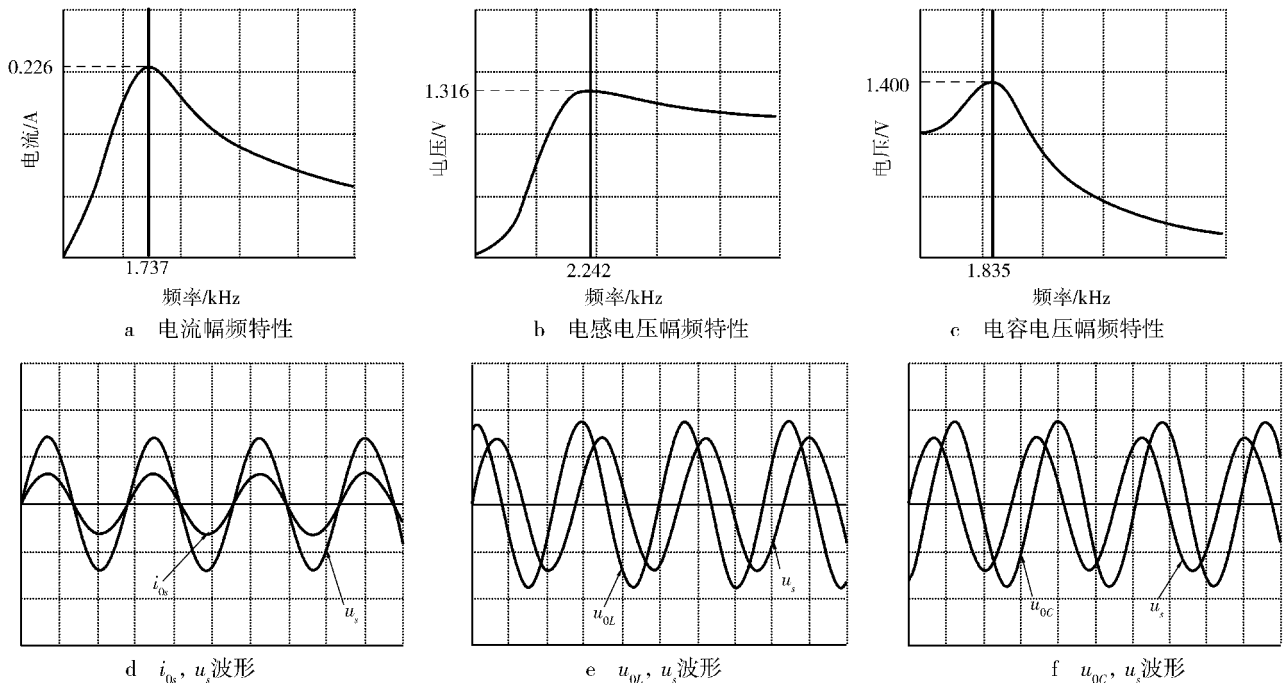 0.226
电流/A
1.737
频率/kHz
a 电流幅频特性
1.316
电压/V
2.242
频率/kHz
b 电感电压幅频特性
1.400
电压/V
1.835
频率/kHz
c 电容电压幅频特性
i0s
us
d i0s, us波形
u0L
us
e u0L, us波形
u0C
us
f u0C, us波形